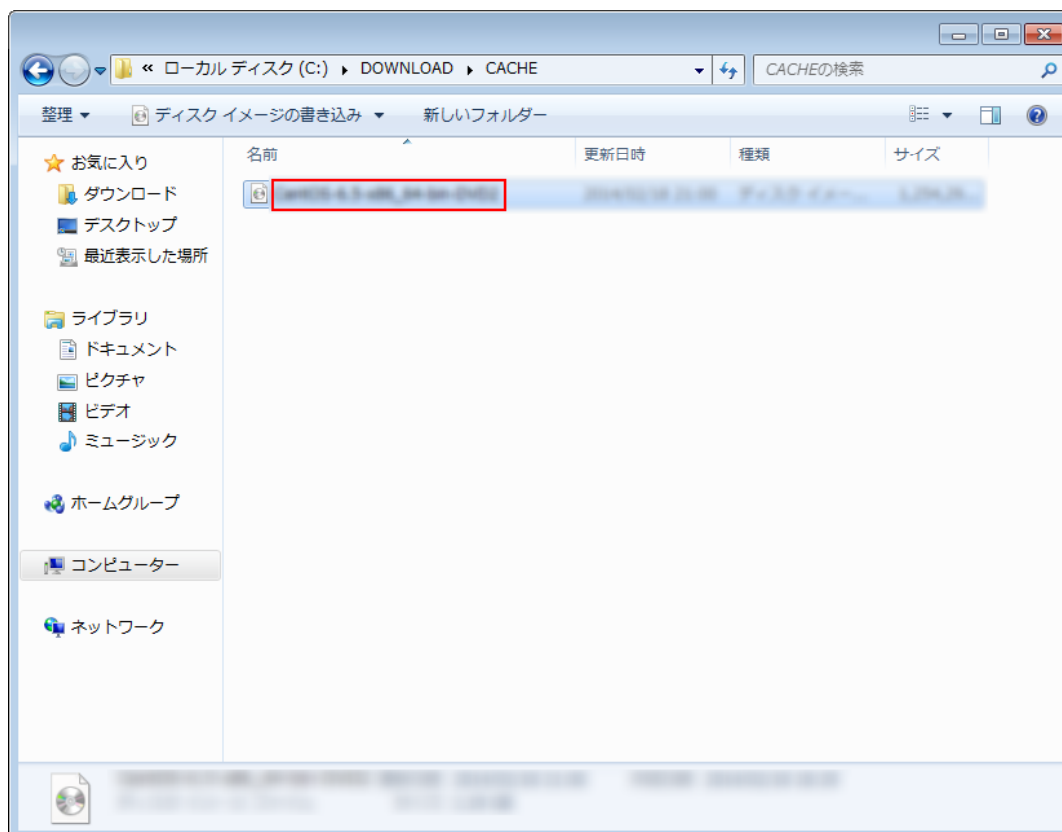 « ローカル ディスク (C:) ▸ DOWNLOAD ▸ CACHE
CACHEの検索
整理 ディスク イメージの書き込み 新しいフォルダー
名前 更新日時 種類 サイズ
お気に入り
ダウンロード
デスクトップ
最近表示した場所
ライブラリ
ドキュメント
ピクチャ
ビデオ
ミュージック
ホームグループ
コンピューター
ネットワーク